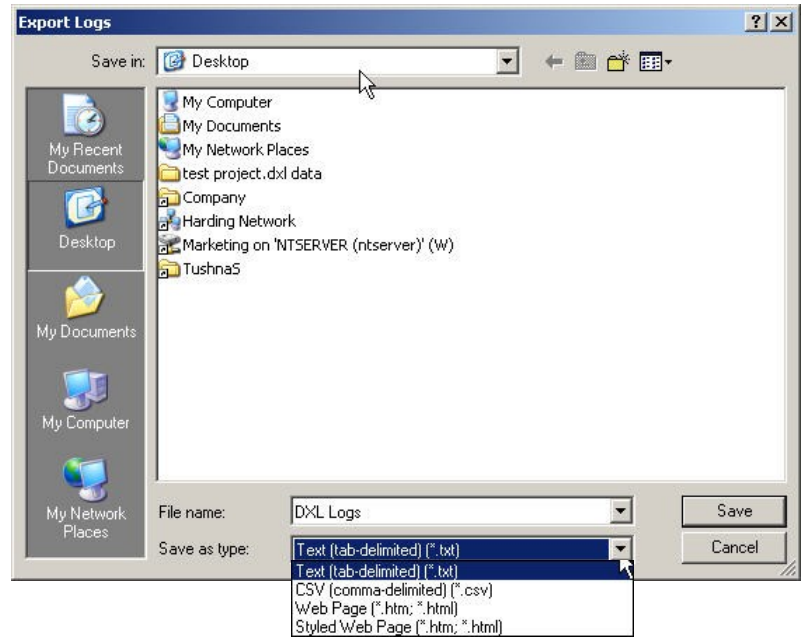 Export Logs
Save in: Desktop
My Recent
Documents
Desktop
My Documents
My Computer
My Network
Places
My Computer
My Documents
My Network Places
test project.dxl data
Company
Harding Network
Marketing on 'NTSERVER (ntserver)' (W)
TushnaS
File name: DXL Logs Save
Save as type: Text (tab-delimited) (*.txt) Cancel
Text (tab-delimited) (*.txt)
CSV (comma-delimited) (*.csv)
Web Page (*.htm; *.html)
Styled Web Page (*.htm; *.html)